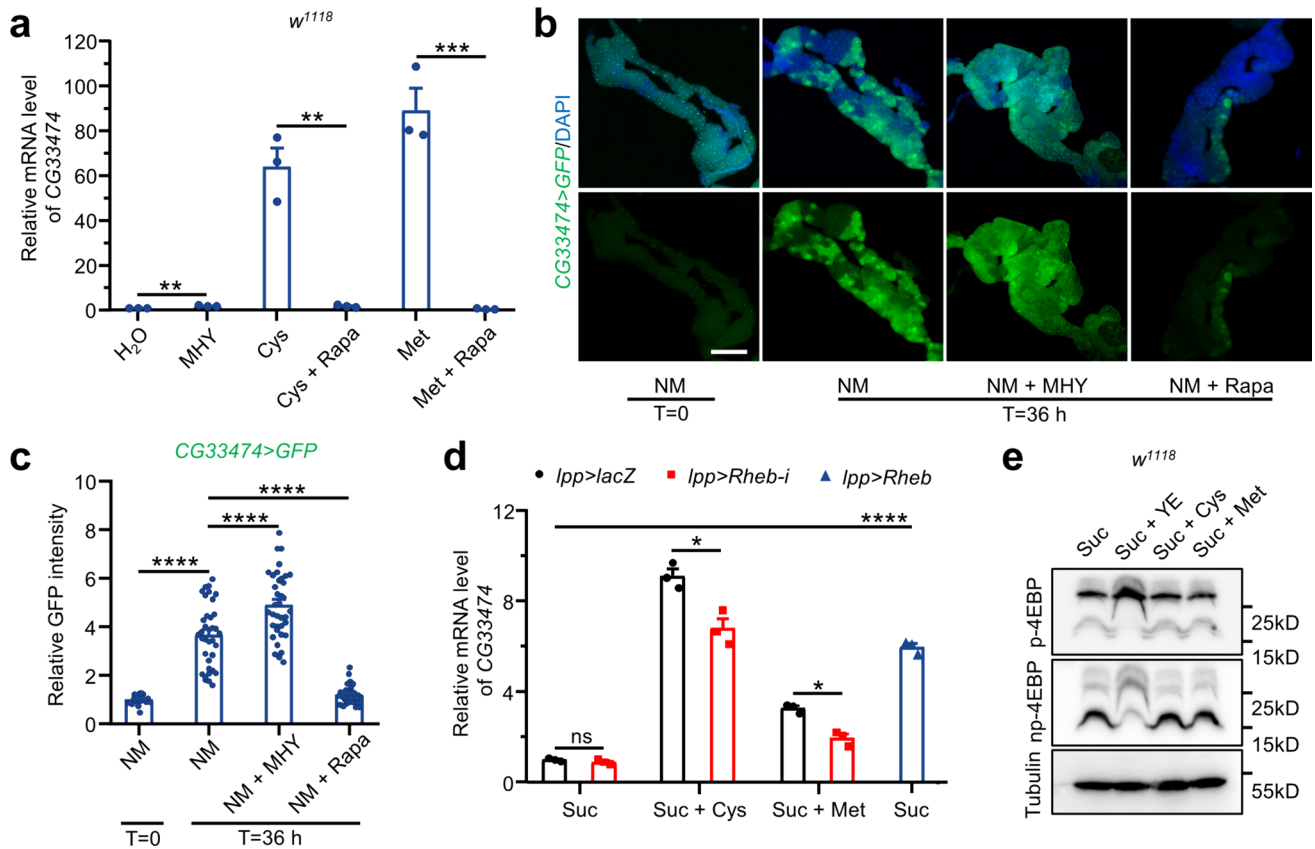 a
w1118
Relative mRNA level
of CG33474
120
100
80
60
40
20
0
**
**
***
H2O
MHY
Cys
Cys + Rapa
Met
Met + Rapa
b
CG33474>GFP/DAPI
NM
NM
NM + MHY
NM + Rapa
T=0
T=36 h
c
CG33474>GFP
Relative GFP intensity
10
8
6
4
2
0
****
****
****
NM
NM
NM + MHY
NM + Rapa
T=0
T=36 h
d
lpp>lacZ
lpp>Rheb-i
lpp>Rheb
Relative mRNA level
of CG33474
12
9
6
3
0
ns
*
*
****
Suc
Suc + Cys
Suc + Met
Suc
e
w1118
Suc
Suc + YE
Suc + Cys
Suc + Met
p-4EBP
25kD
15kD
np-4EBP
25kD
15kD
Tubulin
55kD